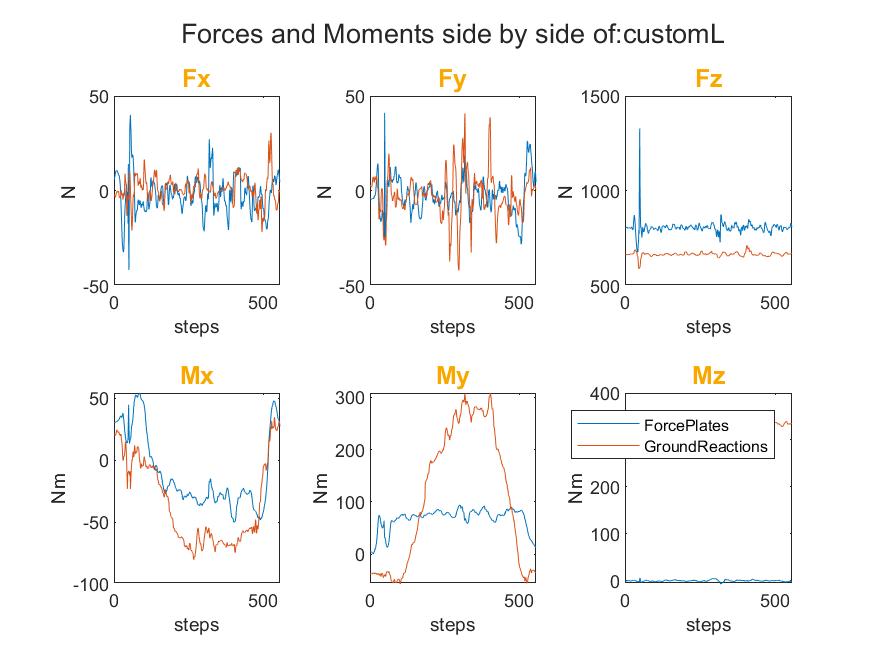 Forces and Moments side by side of:customL
Fx
Fy
Fz
50
0
-50
N
0
500
steps
50
0
-50
N
0
500
steps
1500
1000
500
N
0
500
steps
Mx
My
Mz
50
0
-50
-100
Nm
0
500
steps
300
200
100
0
Nm
0
500
steps
400
200
100
0
Nm
0
500
steps
ForcePlates
GroundReactions